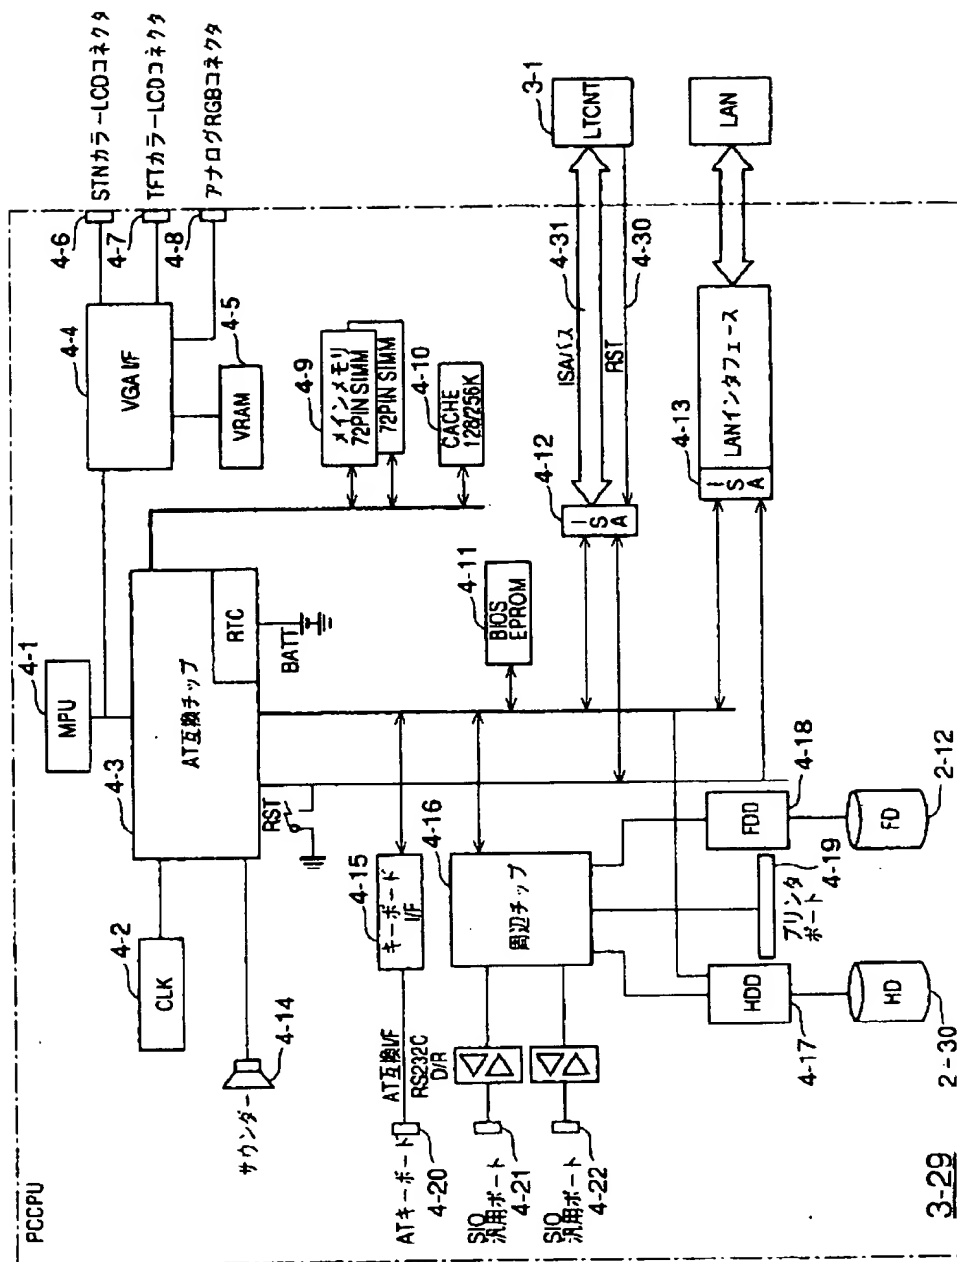 PCCPU
MPU
4-1
CLK
4-2
サウンダー
4-14
4-3
AT互換チップ
RTC
BATT
RST
VGA I/F
4-4
VRAM
4-5
4-6
STNカラーLCDコネクタ
4-7
TFTカラーLCDコネクタ
4-8
アナログRGBコネクタ
4-9
メインメモリ
72PIN SIMM
72PIN SIMM
4-10
CACHE
128/256K
4-11
BIOS
EPROM
4-12
ISA
ISAバス
4-31
RST
4-30
LTCNT
3-1
4-13
ISA
LANインタフェース
LAN
4-15
キーボード
I/F
AT互換I/F
RS232C
D/R
ATキーボード
4-20
SIO
汎用ポート
4-21
SIO
汎用ポート
4-22
4-16
周辺チップ
FDD
4-18
FD
2-12
4-19
プリンタ
ポート
HDD
4-17
HD
2-30
3-29